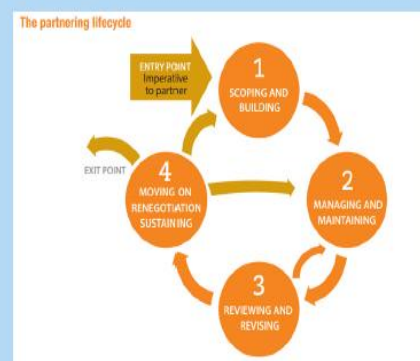 The partnering lifecycle
ENTRY POINT
Imperative
to partner
1
SCOPING AND
BUILDING
EXIT POINT
4
MOVING ON
RENEGOTIATION
SUSTAINING
2
MANAGING AND
MAINTAINING
3
REVIEWING AND
REVISING